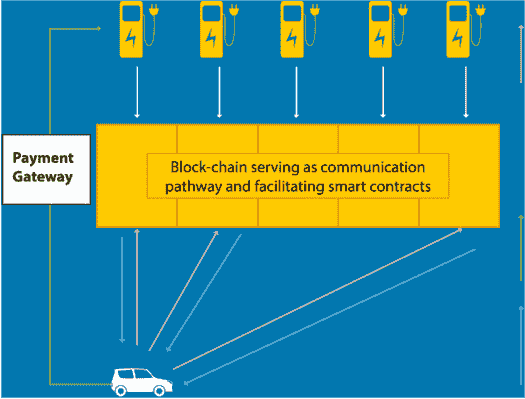 Payment
Gateway
Block-chain serving as communication
pathway and facilitating smart contracts